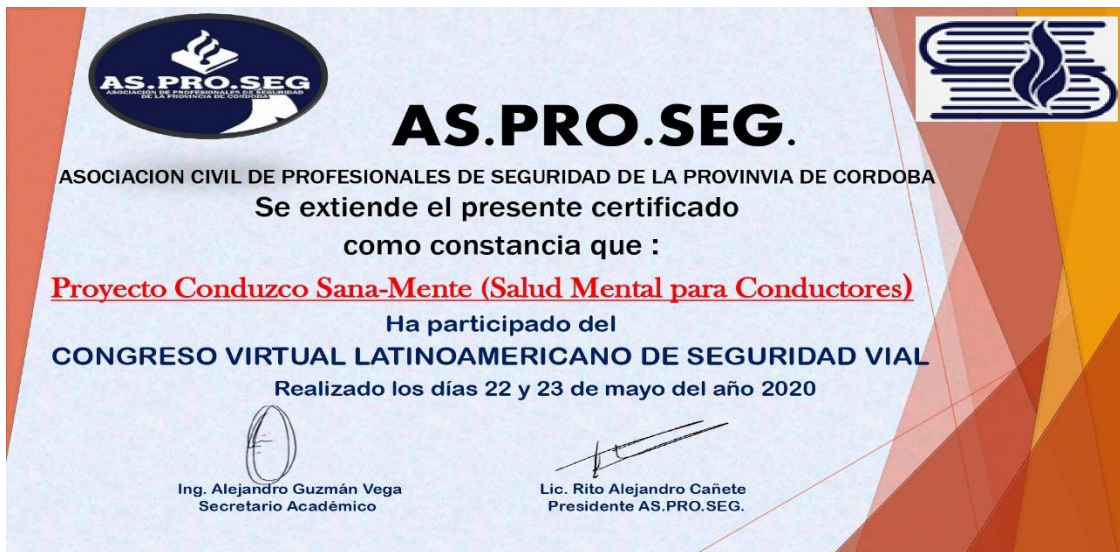 AS.PRO.SEG
ASOCIACIÓN DE PROFESIONALES DE SEGURIDAD
DE LA PROVINCIA DE CORDOBA
AS.PRO.SEG.
ASOCIACION CIVIL DE PROFESIONALES DE SEGURIDAD DE LA PROVINVIA DE CORDOBA
Se extiende el presente certificado
como constancia que :
Proyecto Conduzco Sana-Mente (Salud Mental para Conductores)
Ha participado del
CONGRESO VIRTUAL LATINOAMERICANO DE SEGURIDAD VIAL
Realizado los días 22 y 23 de mayo del año 2020
Ing. Alejandro Guzmán Vega
Secretario Académico
Lic. Rito Alejandro Cañete
Presidente AS.PRO.SEG.